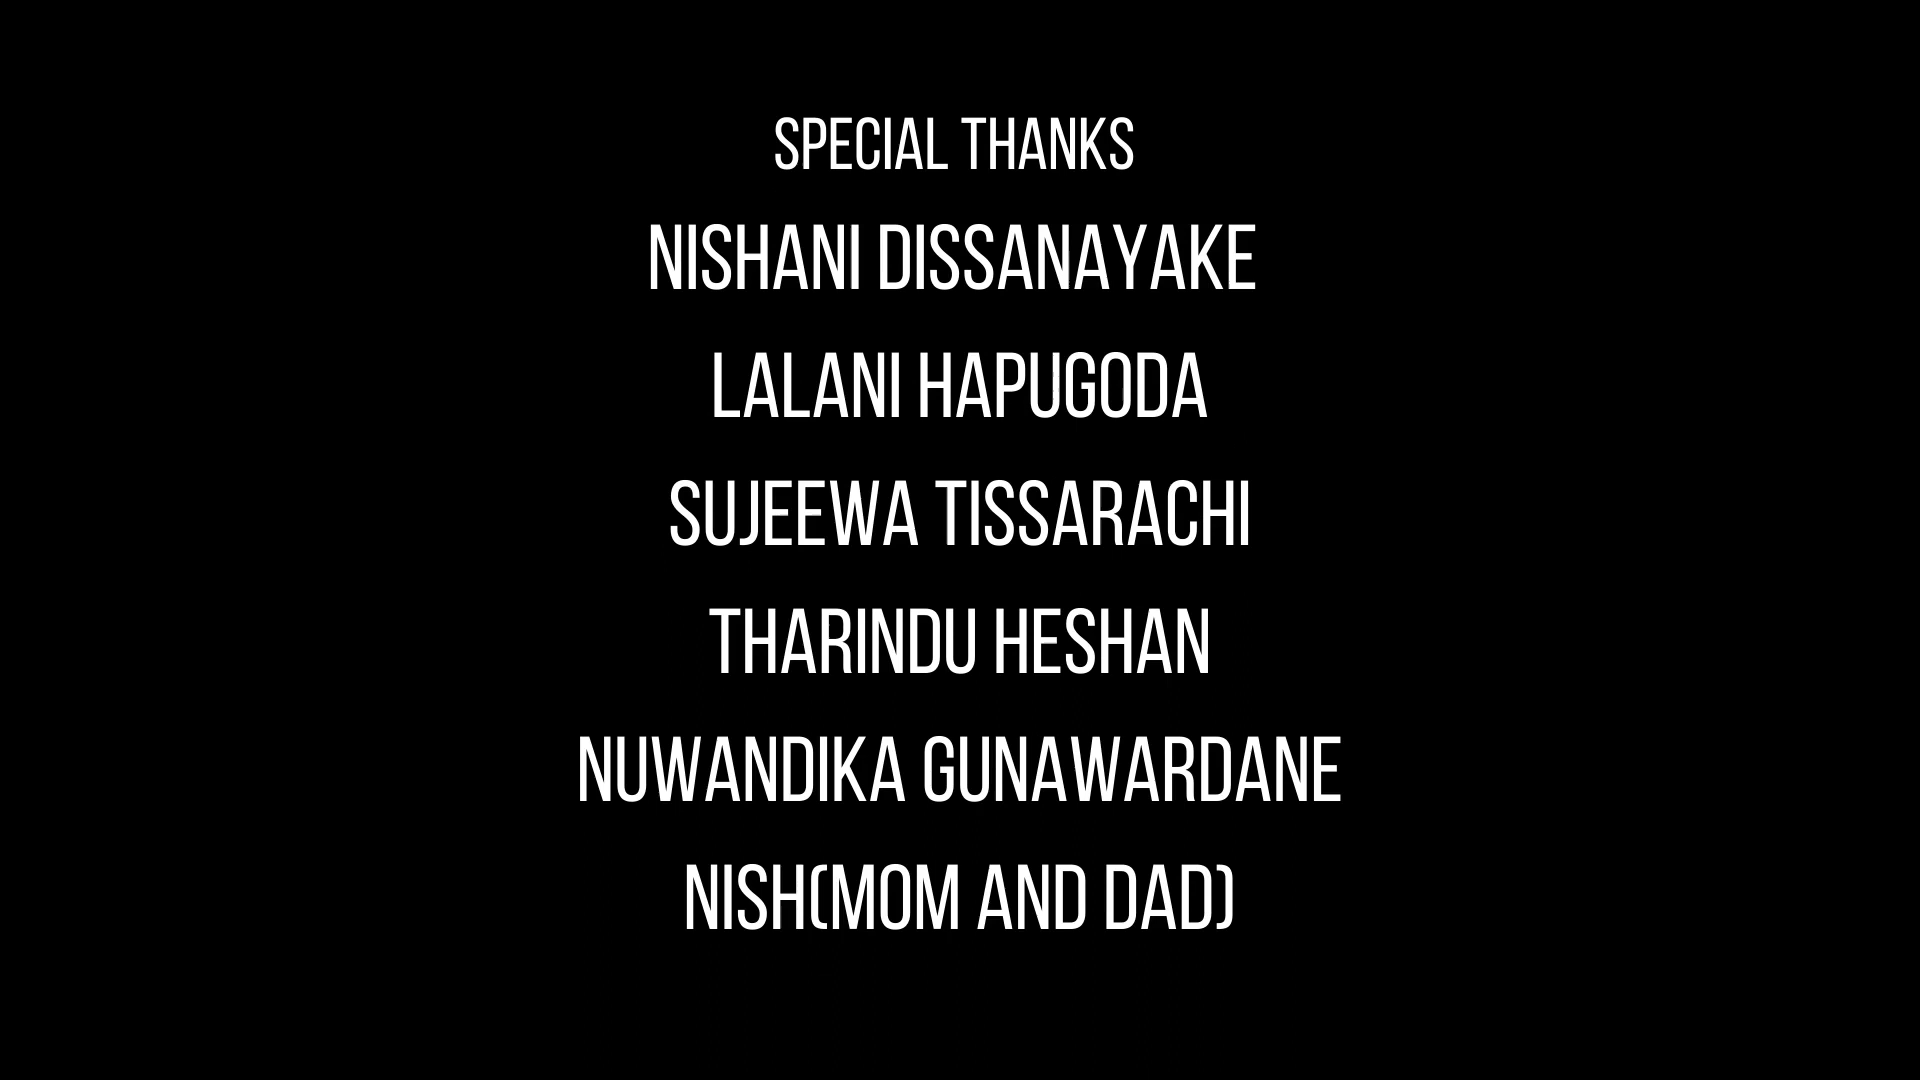 SPECIAL THANKS
NISHANI DISSANAYAKE
LALANI HAPUGODA
SUJEEWA TISSARACHI
THARINDU HESHAN
NUWANDIKA GUNAWARDANE
NISH(MOM AND DAD)